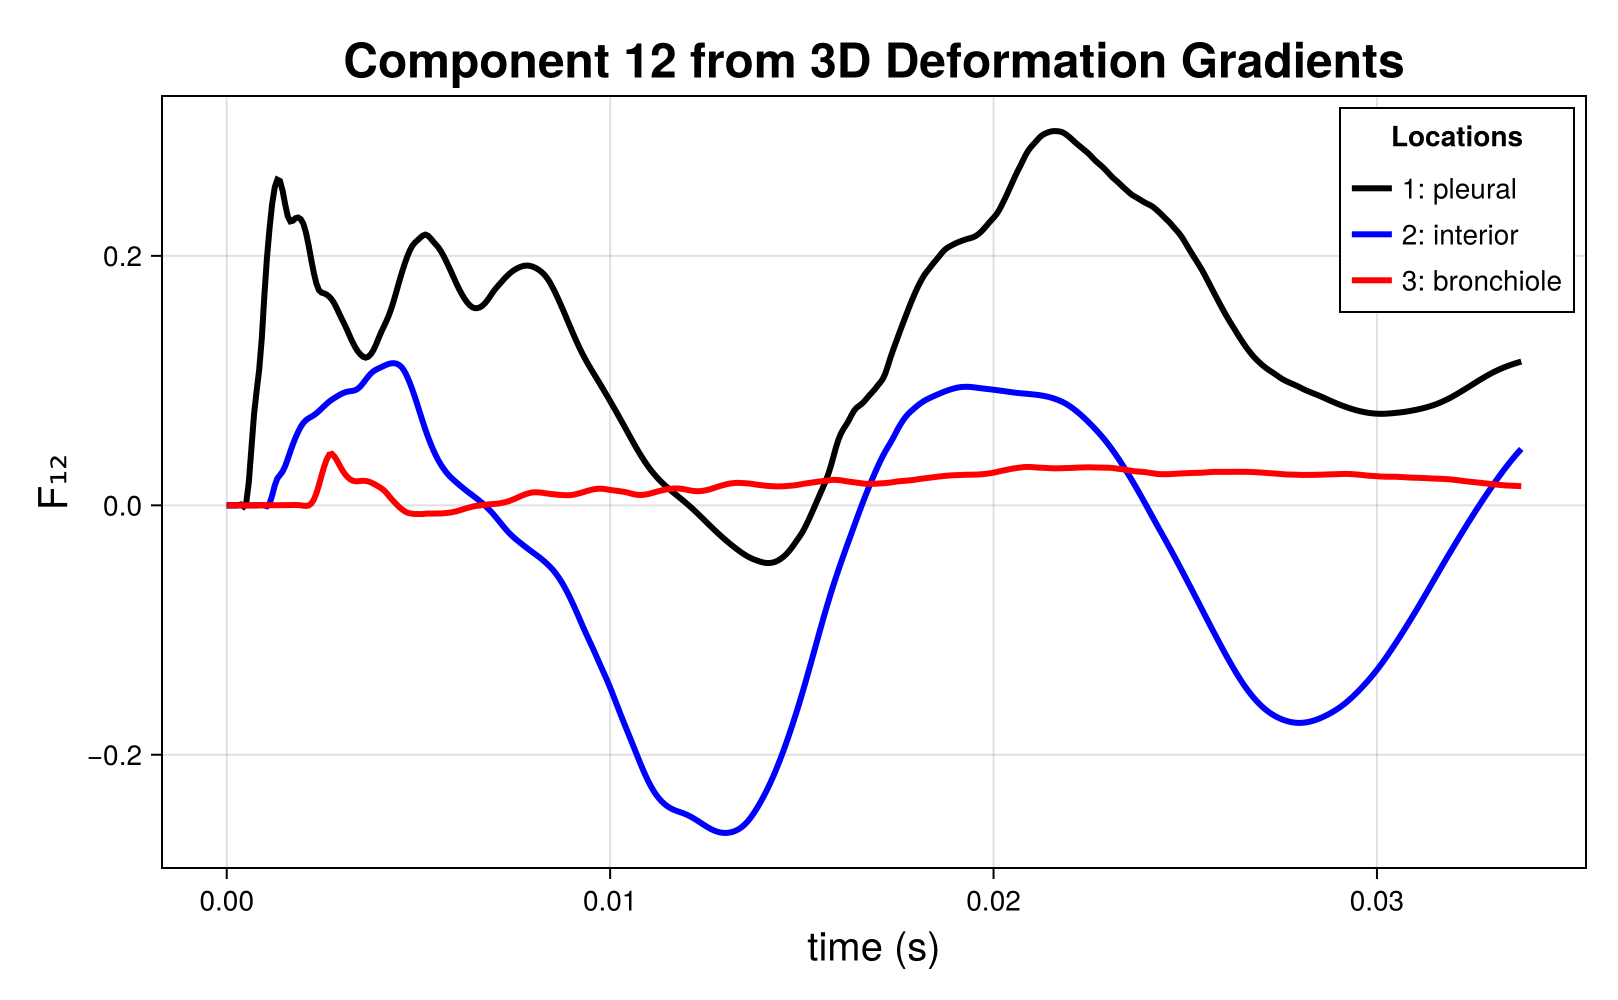 Component 12 from 3D Deformation Gradients
Locations
1: pleural
2: interior
3: bronchiole
F₁₂
0.2
0.0
−0.2
0.00 0.01 0.02 0.03
time (s)